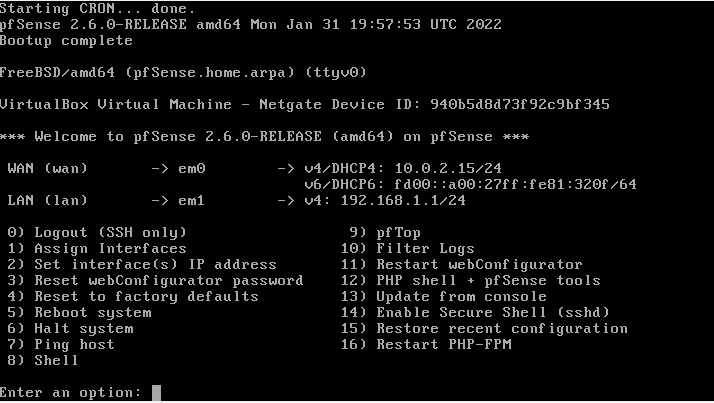 Starting CRON... done.
pfSense 2.6.0-RELEASE amd64 Mon Jan 31 19:57:53 UTC 2022
Bootup complete
FreeBSD/amd64 (pfSense.home.arpa) (ttyv0)
VirtualBox Virtual Machine - Netgate Device ID: 940b5d8d73f92c9bf345
*** Welcome to pfSense 2.6.0-RELEASE (amd64) on pfSense ***
WAN (wan) -> em0 -> v4/DHCP4: 10.0.2.15/24
v6/DHCP6: fd00::a00:27ff:fe81:320f/64
LAN (lan) -> em1 -> v4: 192.168.1.1/24
0) Logout (SSH only) 9) pfTop
1) Assign Interfaces 10) Filter Logs
2) Set interface(s) IP address 11) Restart webConfigurator
3) Reset webConfigurator password 12) PHP shell + pfSense tools
4) Reset to factory defaults 13) Update from console
5) Reboot system 14) Enable Secure Shell (sshd)
6) Halt system 15) Restore recent configuration
7) Ping host 16) Restart PHP-FPM
8) Shell
Enter an option: